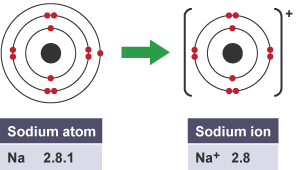 +
Sodium atom
Na 2.8.1
Sodium ion
Na⁺ 2.8